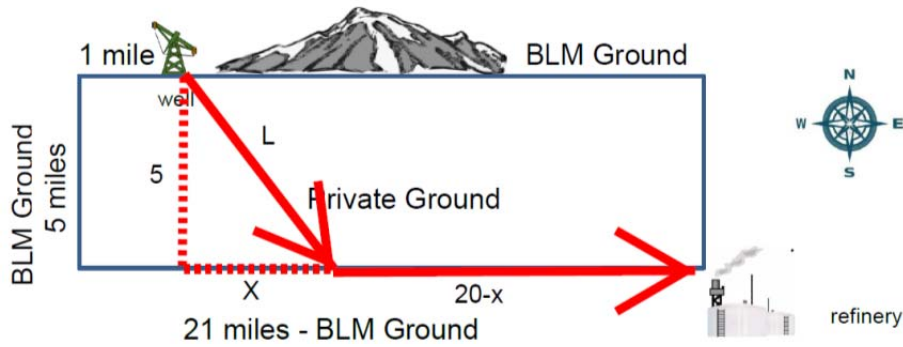 1 mile
BLM Ground
well
N
W E
S
L
BLM Ground
5 miles
5
Private Ground
X
20-x
21 miles - BLM Ground
refinery